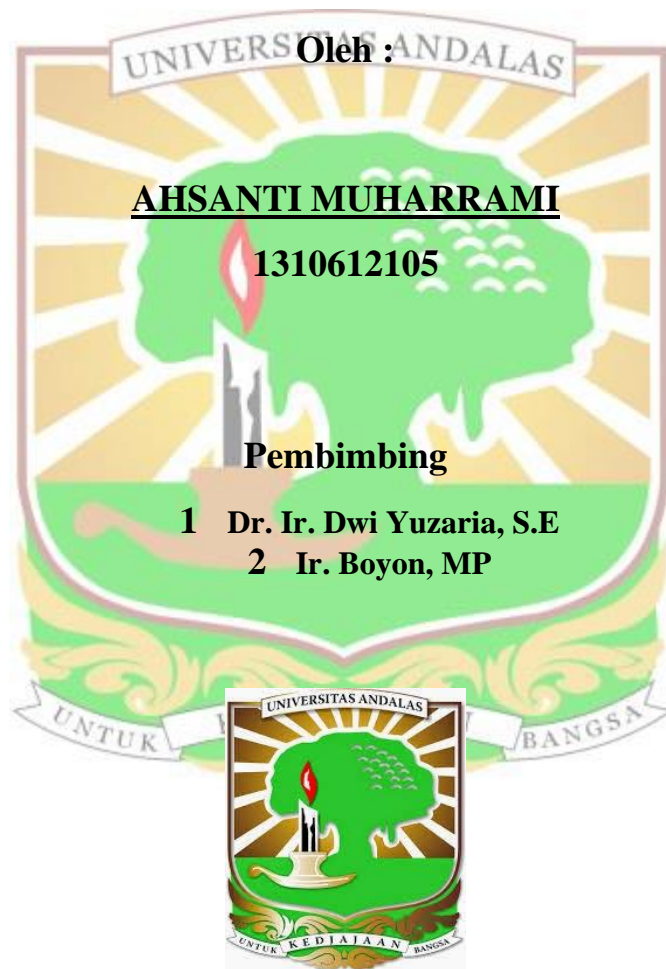 UNIVERSITAS ANDALAS
Oleh :
AHSANTI MUHARRAMI
1310612105
Pembimbing
1 Dr. Ir. Dwi Yuzaria, S.E
2 Ir. Boyon, MP
UNTUK BANGSA
UNIVERSITAS ANDALAS
UNTUK KEDJAJAAN BANGSA